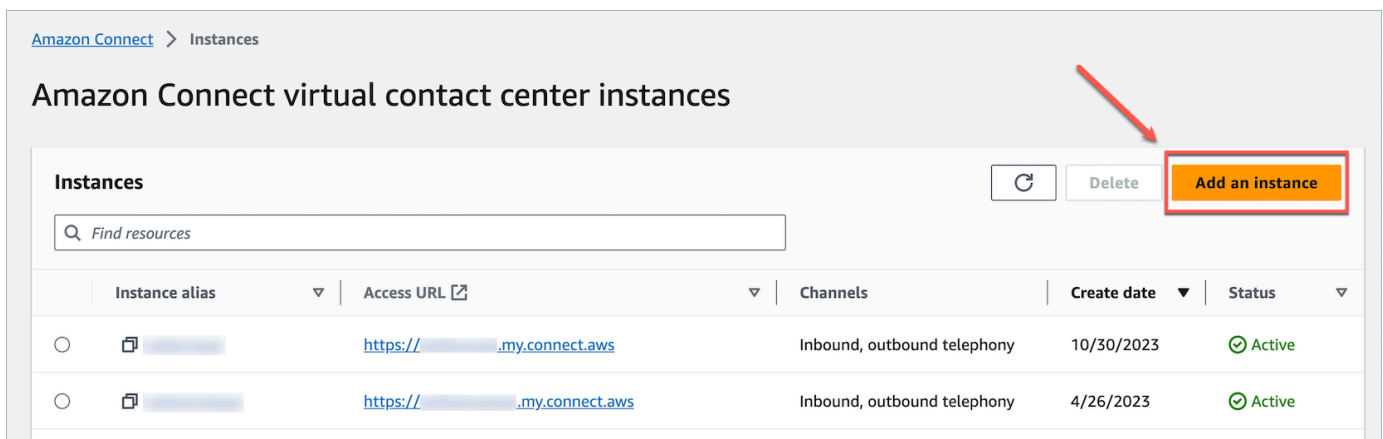 Amazon Connect > Instances
Amazon Connect virtual contact center instances
Instances
Delete
Add an instance
Find resources
Instance alias
Access URL
Channels
Create date
Status
https:// .my.connect.aws
Inbound, outbound telephony
10/30/2023
Active
https:// .my.connect.aws
Inbound, outbound telephony
4/26/2023
Active